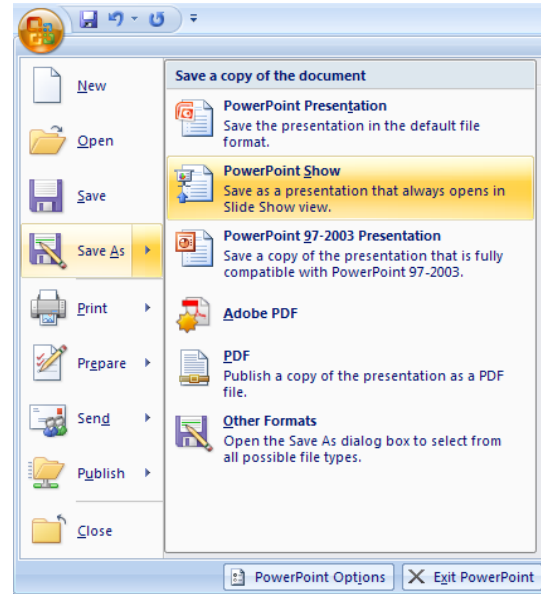 New
Open
Save
Save As
Print
Prepare
Send
Publish
Close
Save a copy of the document
PowerPoint Presentation
Save the presentation in the default file
format.
PowerPoint Show
Save as a presentation that always opens in
Slide Show view.
PowerPoint 97-2003 Presentation
Save a copy of the presentation that is fully
compatible with PowerPoint 97-2003.
Adobe PDF
PDF
Publish a copy of the presentation as a PDF
file.
Other Formats
Open the Save As dialog box to select from
all possible file types.
PowerPoint Options
Exit PowerPoint